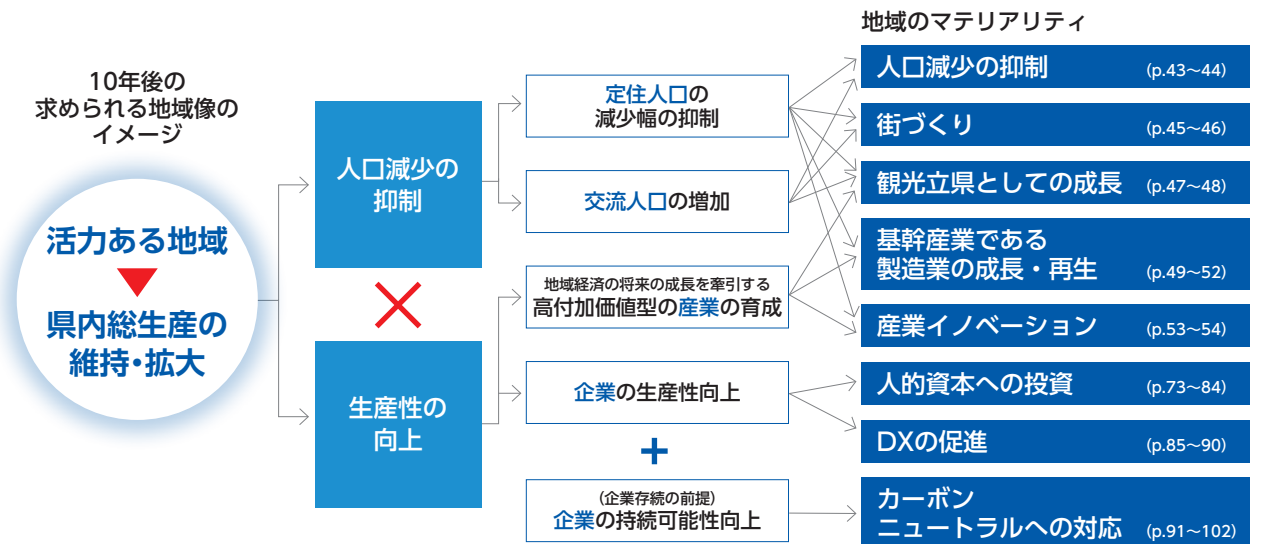 地域のマテリアリティ
10年後の
求められる地域像の
イメージ
活力ある地域
県内総生産の
維持・拡大
人口減少の
抑制
生産性の
向上
定住人口の
減少幅の抑制
交流人口の増加
地域経済の将来の成長を牽引する
高付加価値型の産業の育成
企業の生産性向上
+
(企業存続の前提)
企業の持続可能性向上
人口減少の抑制 (p.43~44)
街づくり (p.45~46)
観光立県としての成長 (p.47~48)
基幹産業である
製造業の成長・再生 (p.49~52)
産業イノベーション (p.53~54)
人的資本への投資 (p.73~84)
DXの促進 (p.85~90)
カーボン
ニュートラルへの対応 (p.91~102)